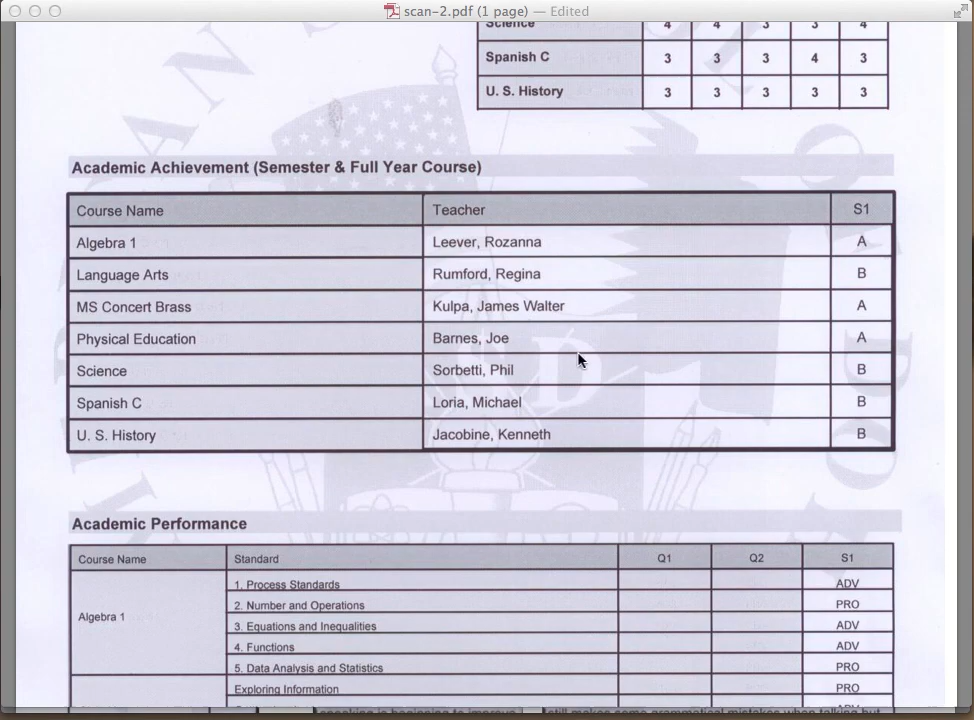 scan-2.pdf (1 page) — Edited
Science 4 4 3 3 4
Spanish C 3 3 3 4 3
U. S. History 3 3 3 3 3
Academic Achievement (Semester & Full Year Course)
Course Name Teacher S1
Algebra 1 Leever, Rozanna A
Language Arts Rumford, Regina B
MS Concert Brass Kulpa, James Walter A
Physical Education Barnes, Joe A
Science Sorbetti, Phil B
Spanish C Loria, Michael B
U. S. History Jacobine, Kenneth B
Academic Performance
Course Name Standard Q1 Q2 S1
Algebra 1
1. Process Standards ADV
2. Number and Operations PRO
3. Equations and Inequalities ADV
4. Functions ADV
5. Data Analysis and Statistics PRO
Exploring Information PRO
speaking is beginning to improve still makes some grammatical mistakes when talking but